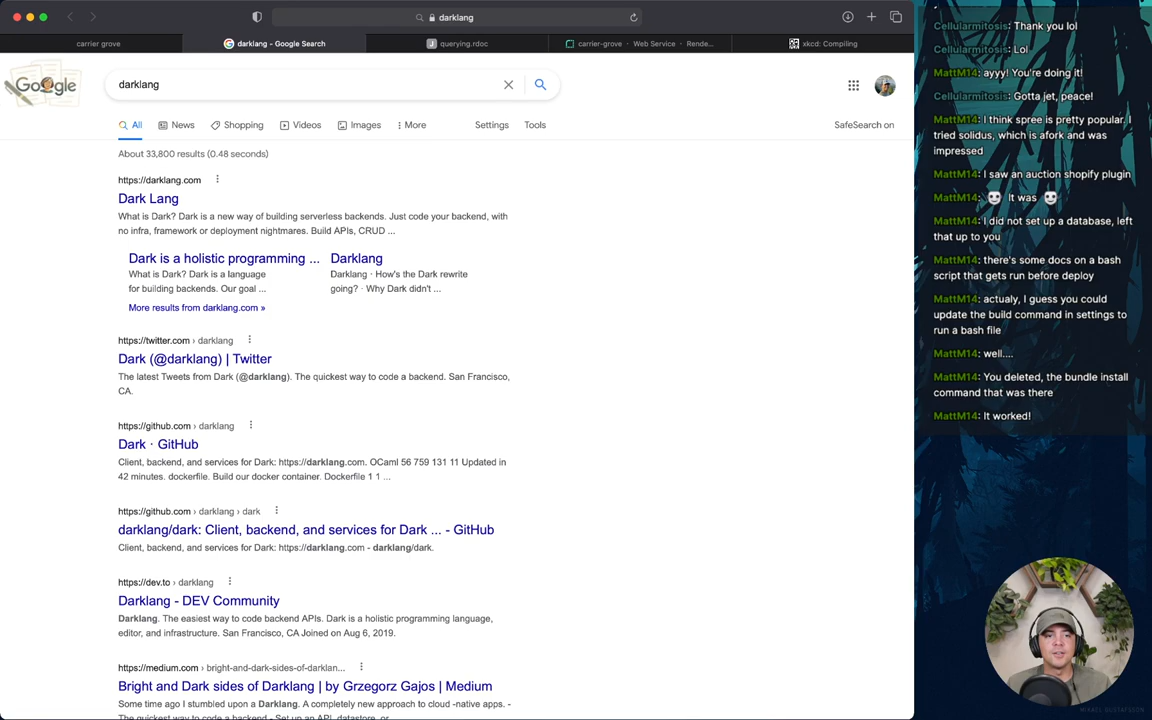 darklang
carrier grove
darklang - Google Search
querying.rdoc
carrier-grove · Web Service · Rende...
xkcd: Compiling
Google
darklang
All
News
Shopping
Videos
Images
More
Settings
Tools
SafeSearch on
About 33,800 results (0.48 seconds)
https://darklang.com
Dark Lang
What is Dark? Dark is a new way of building serverless backends. Just code your backend, with
no infra, framework or deployment nightmares. Build APIs, CRUD ...
Dark is a holistic programming ...
What is Dark? Dark is a language
for building backends. Our goal ...
Darklang
Darklang · How's the Dark rewrite
going? · Why Dark didn't ...
More results from darklang.com »
https://twitter.com › darklang
Dark (@darklang) | Twitter
The latest Tweets from Dark (@darklang). The quickest way to code a backend. San Francisco,
CA.
https://github.com › darklang
Dark · GitHub
Client, backend, and services for Dark: https://darklang.com. OCaml 56 759 131 11 Updated in
42 minutes. dockerfile. Build our docker container. Dockerfile 1 1 ...
https://github.com › darklang › dark
darklang/dark: Client, backend, and services for Dark ... - GitHub
Client, backend, and services for Dark: https://darklang.com - darklang/dark.
https://dev.to › darklang
Darklang - DEV Community
Darklang. The easiest way to code backend APIs. Dark is a holistic programming language,
editor, and infrastructure. San Francisco, CA Joined on Aug 6, 2019.
https://medium.com › bright-and-dark-sides-of-darklan...
Bright and Dark sides of Darklang | by Grzegorz Gajos | Medium
Some time ago I stumbled upon a Darklang. A completely new approach to cloud -native apps. -
The quickest way to code a backend - Set up an API, datastore, or
Cellularmitosis: Thank you lol
Cellularmitosis: Lol
MattM14: ayyy! You're doing it!
Cellularmitosis: Gotta jet, peace!
MattM14: I think spree is pretty popular. I
tried solidus, which is afork and was
impressed
MattM14: I saw an auction shopify plugin
MattM14: It was
MattM14: I did not set up a database, left
that up to you
MattM14: there's some docs on a bash
script that gets run before deploy
MattM14: actualy, I guess you could
update the build command in settings to
run a bash file
MattM14: well....
MattM14: You deleted, the bundle install
command that was there
MattM14: It worked!
MIKAEL GUSTAFSSON